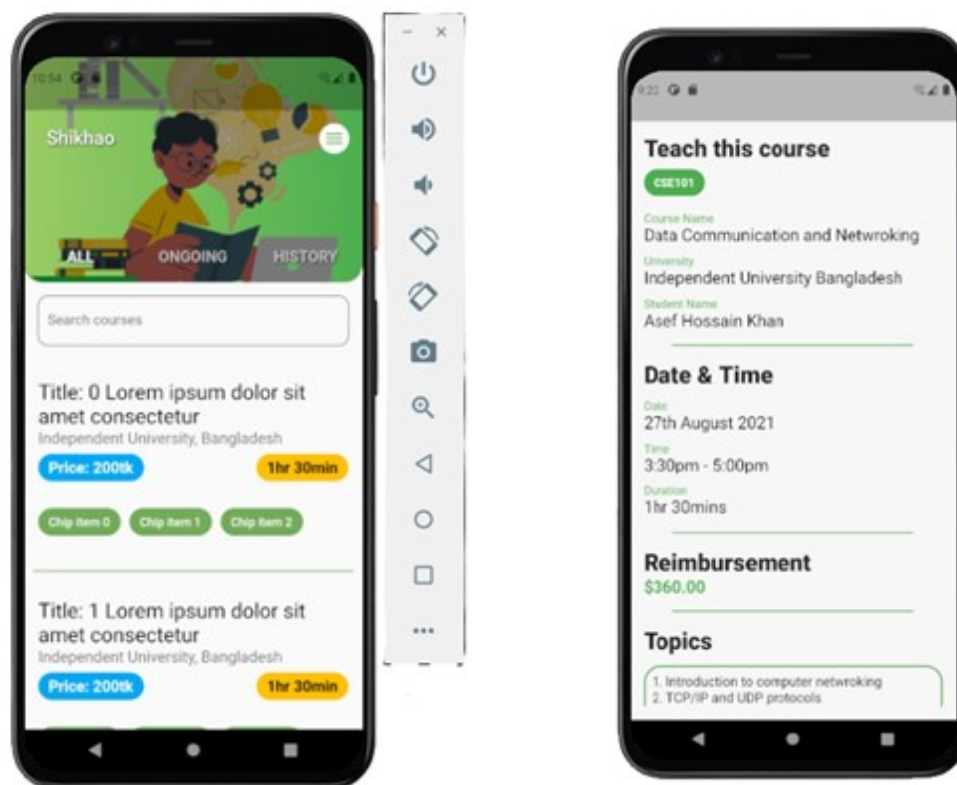 10:54
Shikhao
ALL ONGOING HISTORY
Search courses
Title: 0 Lorem ipsum dolor sit
amet consectetur
Independent University, Bangladesh
Price: 200tk 1hr 30min
Chip item 0 Chip item 1 Chip item 2
Title: 1 Lorem ipsum dolor sit
amet consectetur
Independent University, Bangladesh
Price: 200tk 1hr 30min
9:22
Teach this course
CSE101
Course Name
Data Communication and Netwroking
University
Independent University Bangladesh
Student Name
Asef Hossain Khan
Date & Time
Date
27th August 2021
Time
3:30pm - 5:00pm
Duration
1hr 30mins
Reimbursement
$360.00
Topics
1. Introduction to computer netwroking
2. TCP/IP and UDP protocols